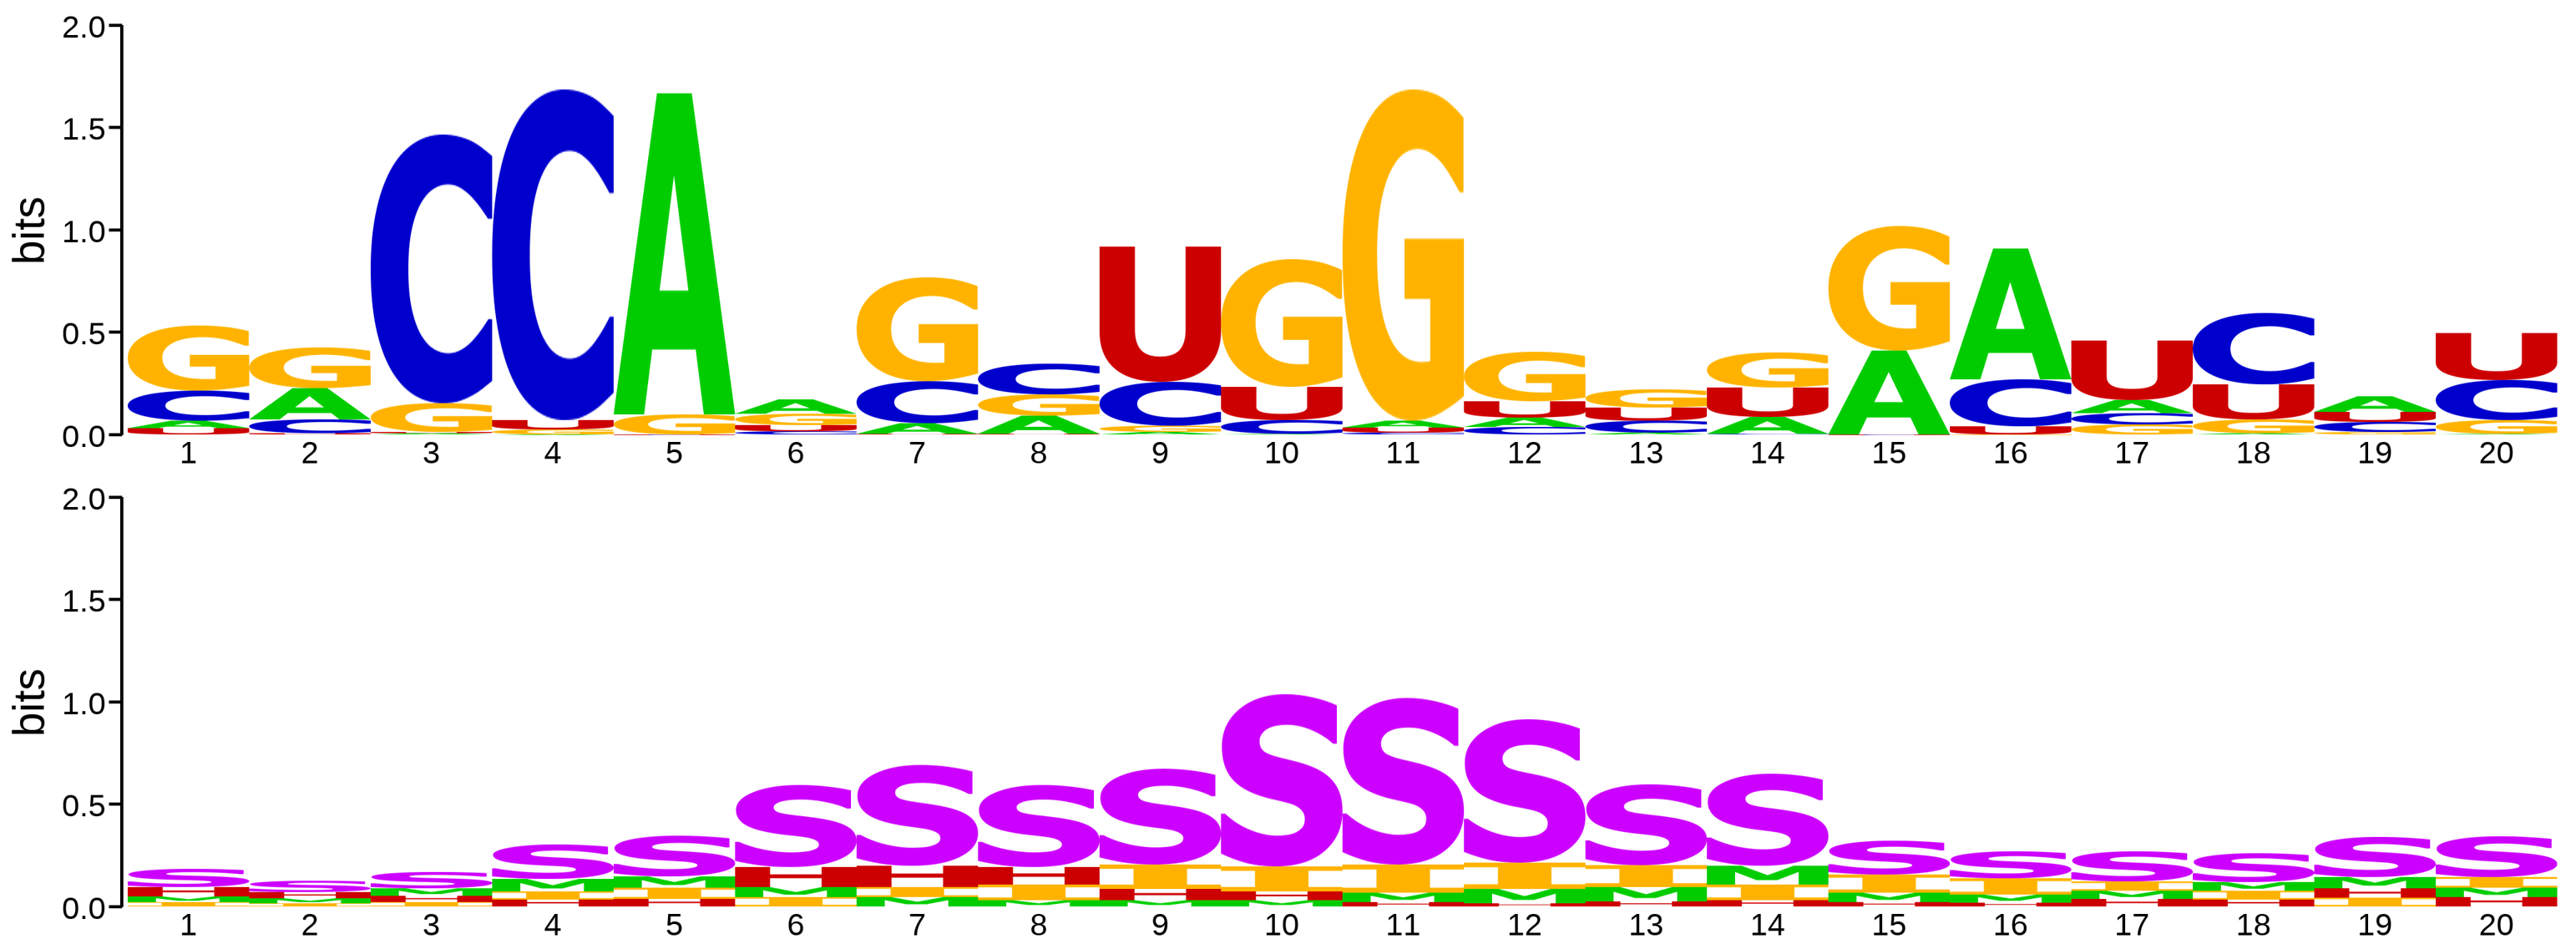 2.0
1.5
1.0
0.5
0.0
bits
G G C C A A G C U G G G G G G A U C A U
C A G U G G C G C U A U U U A C A U U C
A C U G U U A A G C U A C A U U C G C G
U
1 2 3 4 5 6 7 8 9 10 11 12 13 14 15 16 17 18 19 20
2.0
1.5
1.0
0.5
0.0
bits
S S S S S S S S S S S S S S S S S S S S
H H M M M H H H I I I I I M I I I M M I
M M H I I M I I H H M M M I M M M I H M
I I I H H I M M M M H H H H H H H H I H
1 2 3 4 5 6 7 8 9 10 11 12 13 14 15 16 17 18 19 20